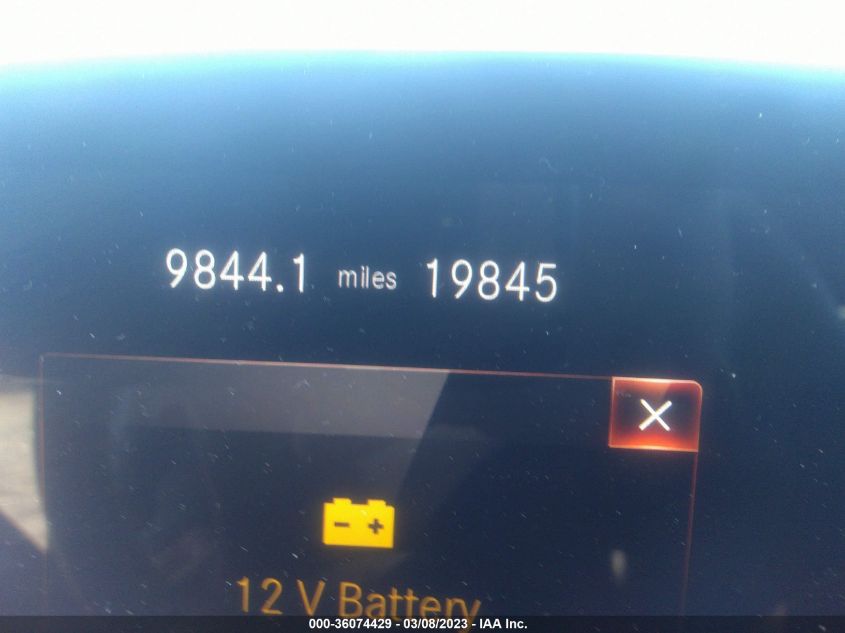 9844.1 miles 19845
12 V Battery
000-36074429 - 03/08/2023 - IAA Inc.